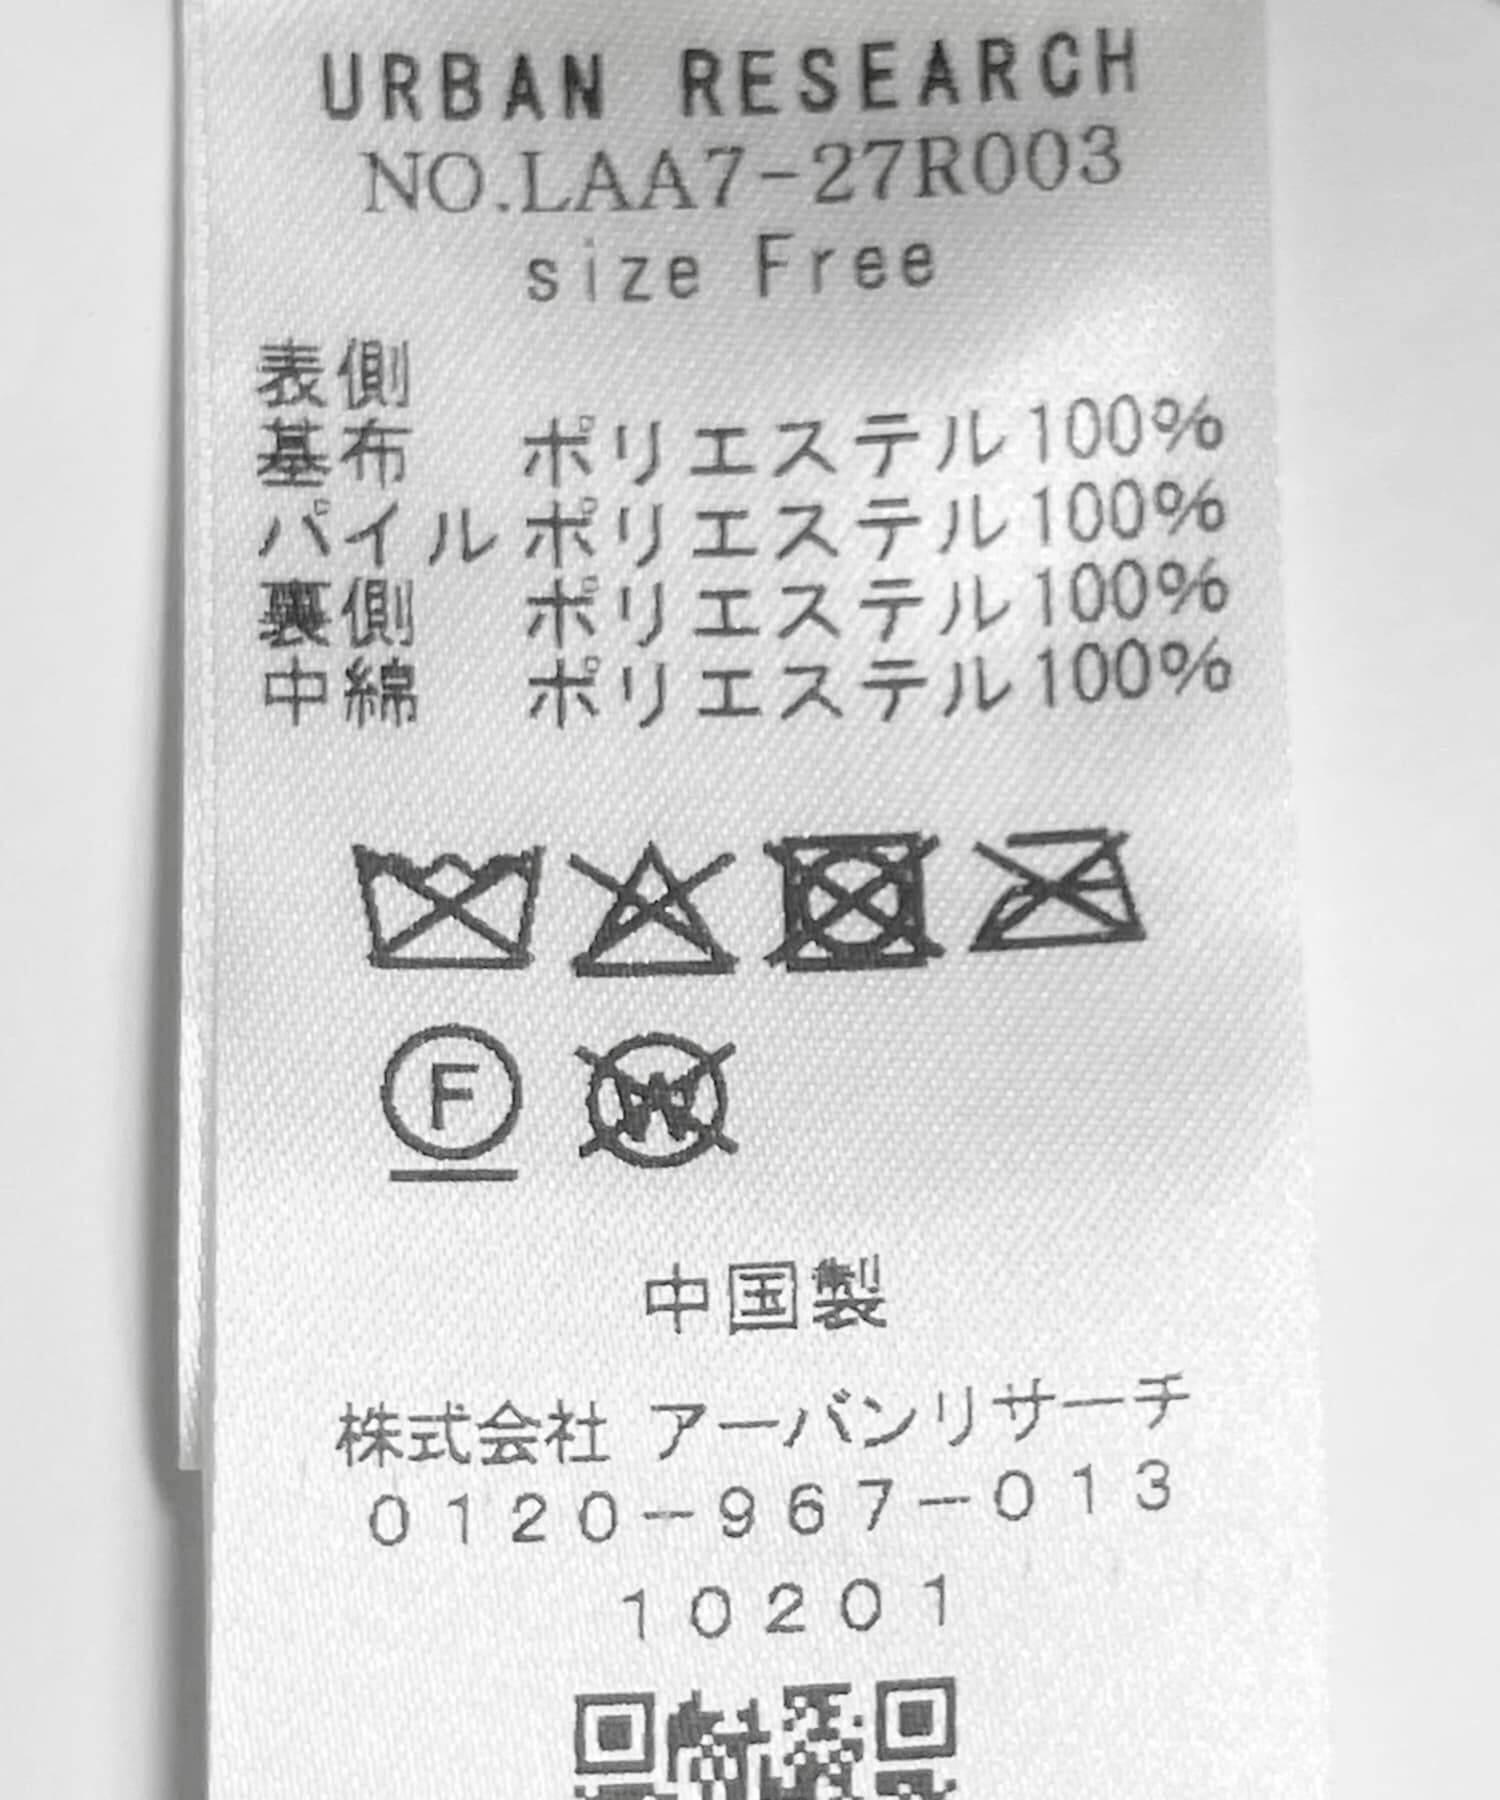 URBAN RESEARCH
NO.LAA7-27R003
size Free
表側
基布 ポリエステル100%
パイル ポリエステル100%
裏側 ポリエステル100%
中綿 ポリエステル100%
F
W
中国製
株式会社 アーバンリサーチ
0120-967-013
10201